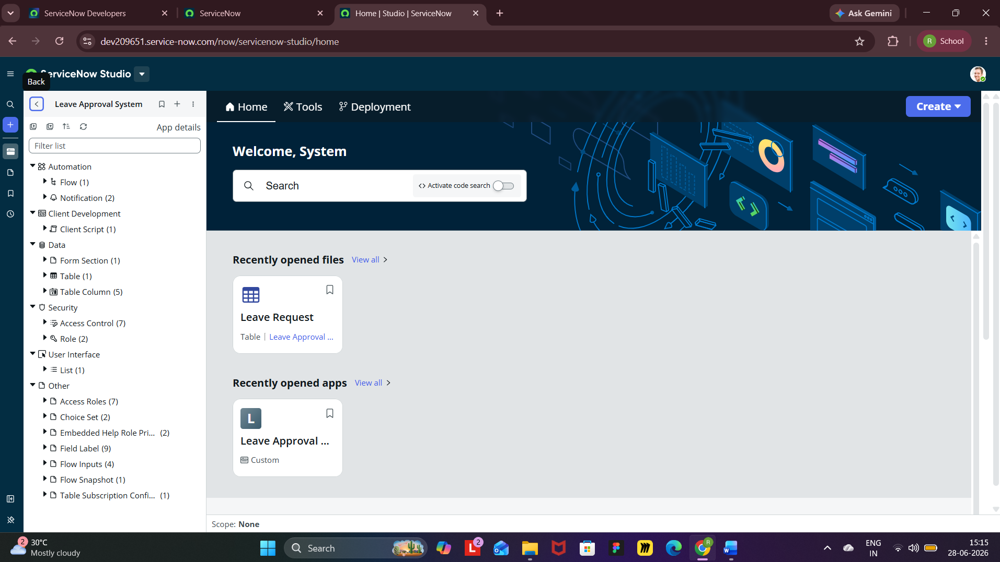 ServiceNow Developers
ServiceNow
Home | Studio | ServiceNow
Ask Gemini
dev209651.service-now.com/now/servicenow-studio/home
R
School
ServiceNow Studio
Back
Leave Approval System
App details
Filter list
Automation
Flow (1)
Notification (2)
Client Development
Client Script (1)
Data
Form Section (1)
Table (1)
Table Column (5)
Security
Access Control (7)
Role (2)
User Interface
List (1)
Other
Access Roles (7)
Choice Set (2)
Embedded Help Role Pri... (2)
Field Label (9)
Flow Inputs (4)
Flow Snapshot (1)
Table Subscription Confi... (1)
Home
Tools
Deployment
Create
Welcome, System
Search
Activate code search
Recently opened files
View all
Leave Request
Table | Leave Approval ...
Recently opened apps
View all
L
Leave Approval ...
Custom
Scope: None
2
30°C
Mostly cloudy
Search
L
2
R
W
ENG
IN
15:15
28-06-2026